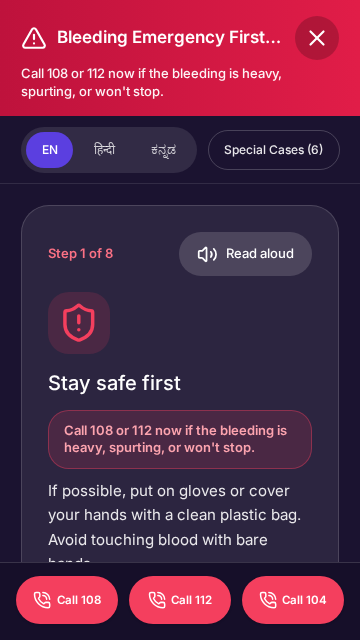 Bleeding Emergency First...
Call 108 or 112 now if the bleeding is heavy,
spurting, or won't stop.
EN हिन्दी ಕನ್ನಡ Special Cases (6)
Step 1 of 8 Read aloud
Stay safe first
Call 108 or 112 now if the bleeding is
heavy, spurting, or won't stop.
If possible, put on gloves or cover
your hands with a clean plastic bag.
Avoid touching blood with bare
Call 108 Call 112 Call 104